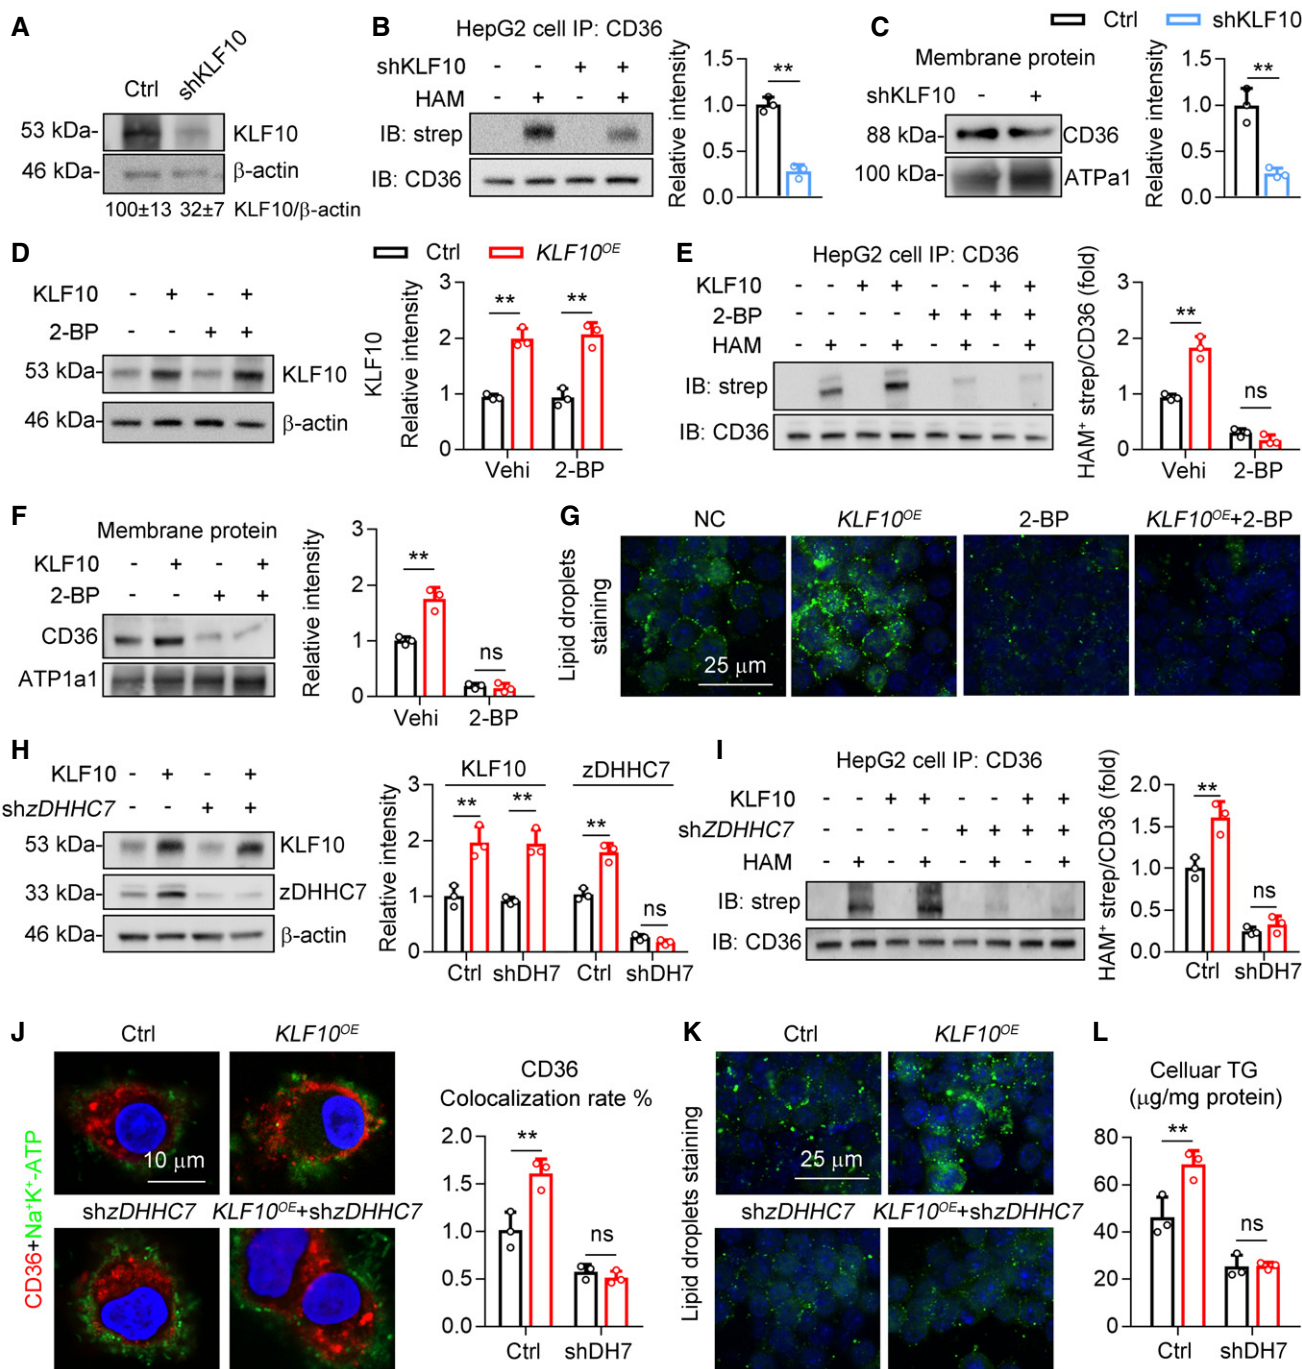 A
Ctrl
shKLF10
53 kDa-
KLF10
46 kDa-
β-actin
100±13 32±7 KLF10/β-actin
B
HepG2 cell IP: CD36
shKLF10 - - + +
HAM - + - +
IB: strep
IB: CD36
Relative intensity
1.5
1.0
0.5
0.0
**
Ctrl shKLF10
C
Membrane protein
shKLF10 - +
88 kDa-
CD36
100 kDa-
ATPa1
Relative intensity
1.5
1.0
0.5
0.0
**
D
KLF10 - + - +
2-BP - - + +
53 kDa-
KLF10
46 kDa-
β-actin
Ctrl KLF10OE
KLF10
Relative intensity
3
2
1
0
** **
Vehi 2-BP
E
HepG2 cell IP: CD36
KLF10 - - + + - - + +
2-BP - - - - + + + +
HAM - + - + - + - +
IB: strep
IB: CD36
HAM+ strep/CD36 (fold)
3
2
1
0
**
ns
Vehi 2-BP
F
Membrane protein
KLF10 - + - +
2-BP - - + +
CD36
ATP1a1
Relative intensity
3
2
1
0
**
ns
Vehi 2-BP
G
NC KLF10OE 2-BP KLF10OE+2-BP
Lipid droplets
staining
25 μm
H
KLF10 - + - +
shzDHHC7 - - + +
53 kDa-
KLF10
33 kDa-
zDHHC7
46 kDa-
β-actin
Relative intensity
3
2
1
0
KLF10 zDHHC7
** ** **
ns
Ctrl shDH7 Ctrl shDH7
I
HepG2 cell IP: CD36
KLF10 - - + + - - + +
shZDHHC7 - - - - + + + +
HAM - + - + - + - +
IB: strep
IB: CD36
HAM+ strep/CD36 (fold)
2.0
1.5
1.0
0.5
0.0
**
ns
Ctrl shDH7
J
Ctrl KLF10OE
10 μm
shzDHHC7 KLF10OE+shzDHHC7
CD36+Na+K+-ATP
CD36
Colocalization rate %
2.0
1.5
1.0
0.5
0.0
**
ns
Ctrl shDH7
K
Ctrl KLF10OE
25 μm
shzDHHC7 KLF10OE+shzDHHC7
Lipid droplets staining
L
Celluar TG
(μg/mg protein)
80
60
40
20
0
**
ns
Ctrl shDH7